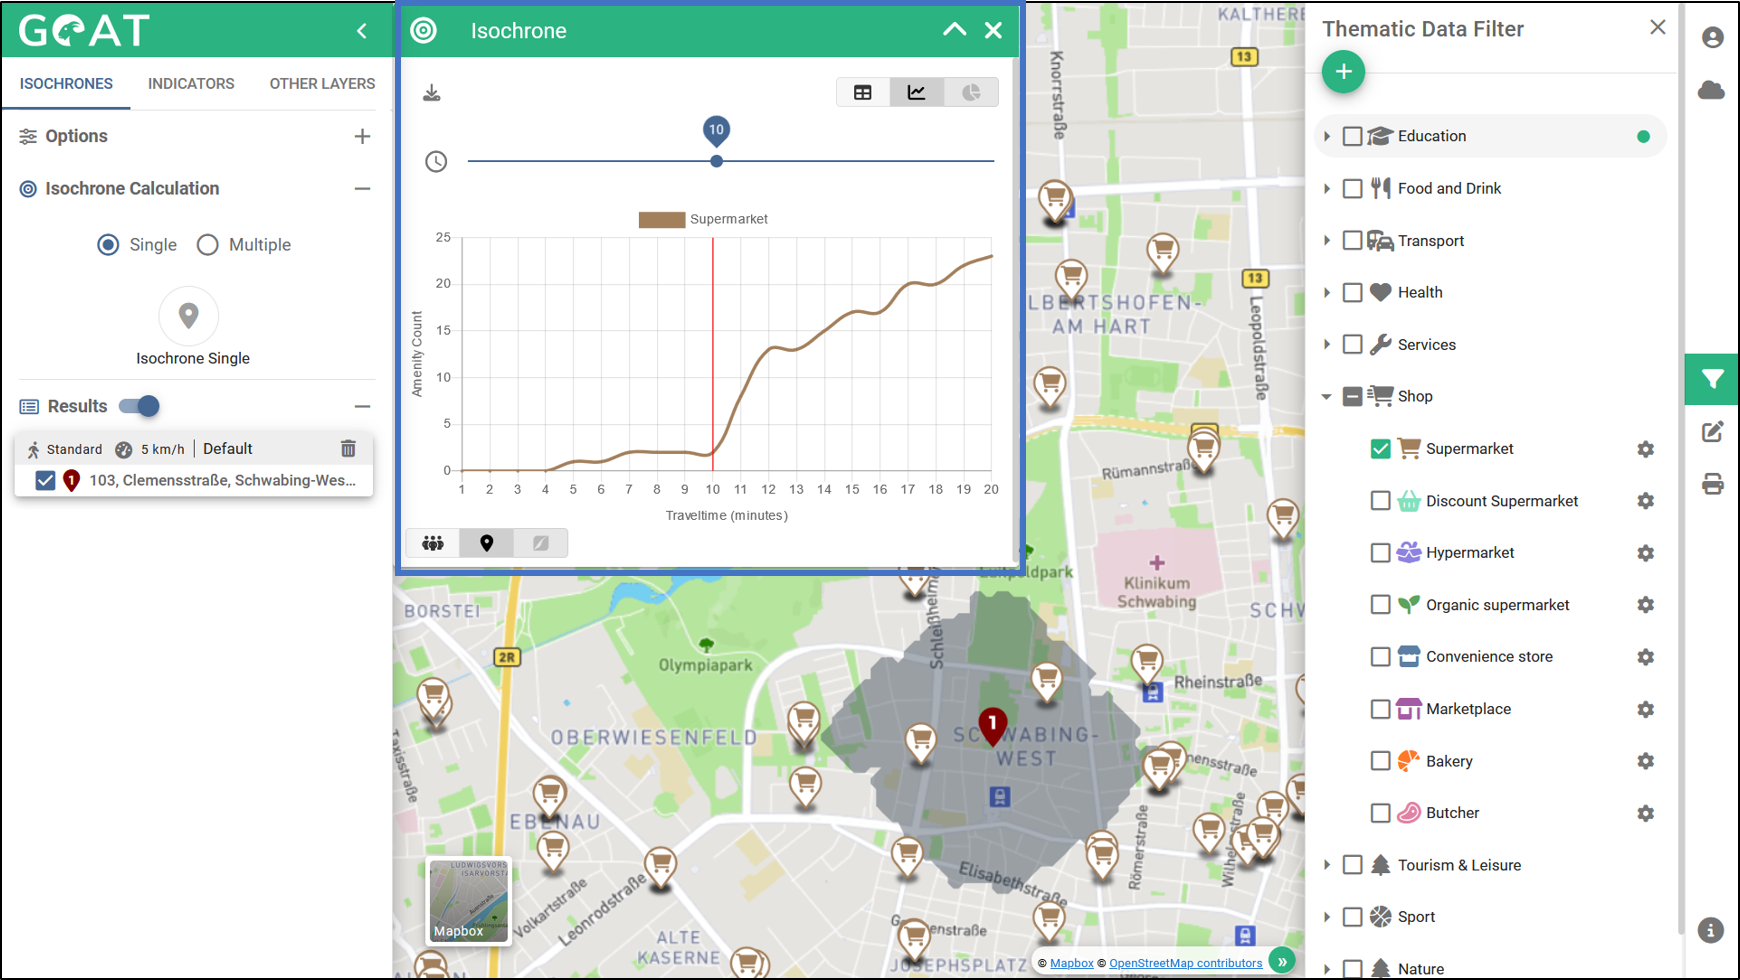 GOAT
ISOCHRONES
INDICATORS
OTHER LAYERS
Options
Isochrone Calculation
Single
Multiple
Isochrone Single
Results
Standard
5 km/h
Default
1
103, Clemensstraße, Schwabing-Wes...
Isochrone
10
Supermarket
Amenity Count
25
20
15
10
5
0
1 2 3 4 5 6 7 8 9 10 11 12 13 14 15 16 17 18 19 20
Traveltime (minutes)
KALTHERE
13
Knorrstraße
13
LBERTSHOFEN-
AM HART
Leopoldstraße
Rümannstraße
Klinikum
Schwabing
SCHW
BORSTEI
Schleißheimer
2R
Olympiapark
Rheinstraße
OBERWIESENFELD
1
SCHWABING-
WEST
Taxisstraße
mensstraße
EBENAU
Römerstraße
Wilhelmstraße
Elisabethstraße
LUDWIGSVORS
ISARVORST
Mapbox
Volkartstraße
Leonrodstraße
ALTE
KASERNE
enstraße
JOSEPHSPLATZ
© Mapbox © OpenStreetMap contributors
Thematic Data Filter
Education
Food and Drink
Transport
Health
Services
Shop
Supermarket
Discount Supermarket
Hypermarket
Organic supermarket
Convenience store
Marketplace
Bakery
Butcher
Tourism & Leisure
Sport
Nature